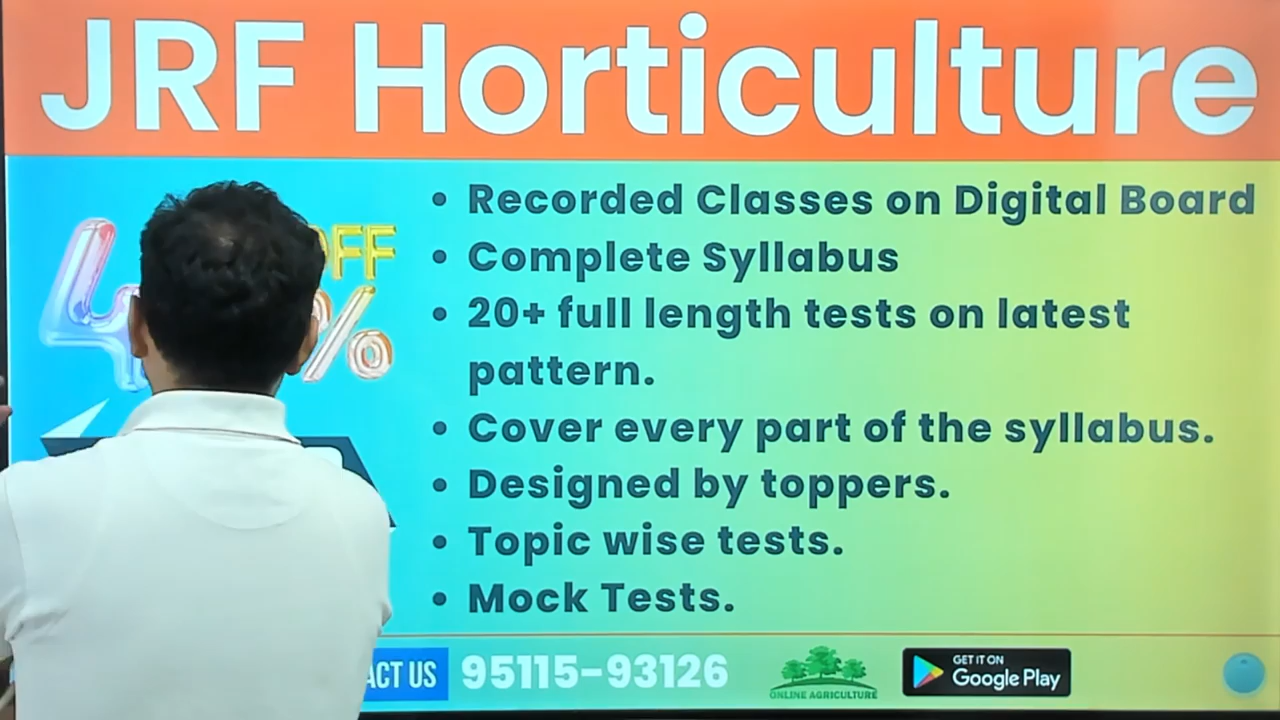 JRF Horticulture
• Recorded Classes on Digital Board
• Complete Syllabus
• 20+ full length tests on latest
pattern.
• Cover every part of the syllabus.
• Designed by toppers.
• Topic wise tests.
• Mock Tests.
US
95115-93126
ONLINE AGRICULTURE
GET IT ON
Google Play